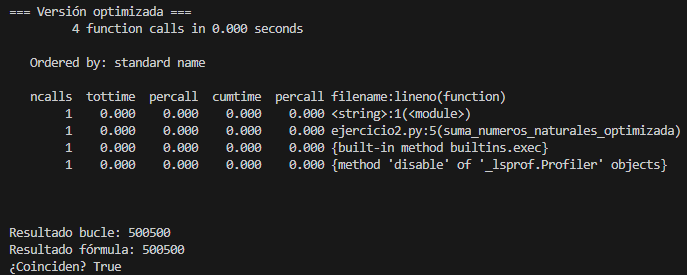 === Versión optimizada ===
4 function calls in 0.000 seconds
Ordered by: standard name
ncalls tottime percall cumtime percall filename:lineno(function)
1 0.000 0.000 0.000 0.000 <string>:1(<module>)
1 0.000 0.000 0.000 0.000 ejercicio2.py:5(suma_numeros_naturales_optimizada)
1 0.000 0.000 0.000 0.000 {built-in method builtins.exec}
1 0.000 0.000 0.000 0.000 {method 'disable' of '_lsprof.Profiler' objects}
Resultado bucle: 500500
Resultado fórmula: 500500
¿Coinciden? True